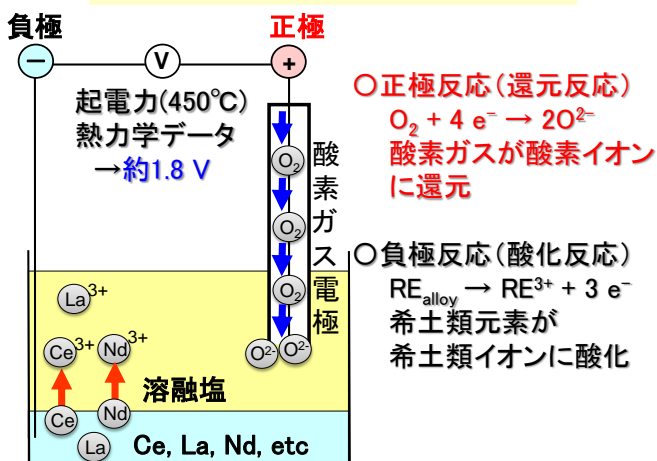 負極
正極
−
V
+
起電力(450℃)
熱力学データ
→約1.8 V
○正極反応(還元反応)
O₂ + 4 e⁻ → 2O²⁻
酸素ガスが酸素イオン
に還元
○負極反応(酸化反応)
RE_alloy → RE³⁺ + 3 e⁻
希土類元素が
希土類イオンに酸化
酸素ガス電極
O₂
O₂
O₂
O²⁻
O²⁻
La³⁺
Ce³⁺
Nd³⁺
溶融塩
Ce
Nd
La
Ce, La, Nd, etc